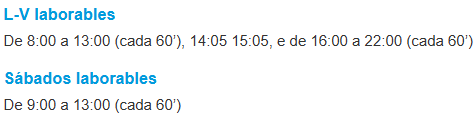 L-V laborables
De 8:00 a 13:00 (cada 60’), 14:05 15:05, e de 16:00 a 22:00 (cada 60’)
Sábados laborables
De 9:00 a 13:00 (cada 60’)